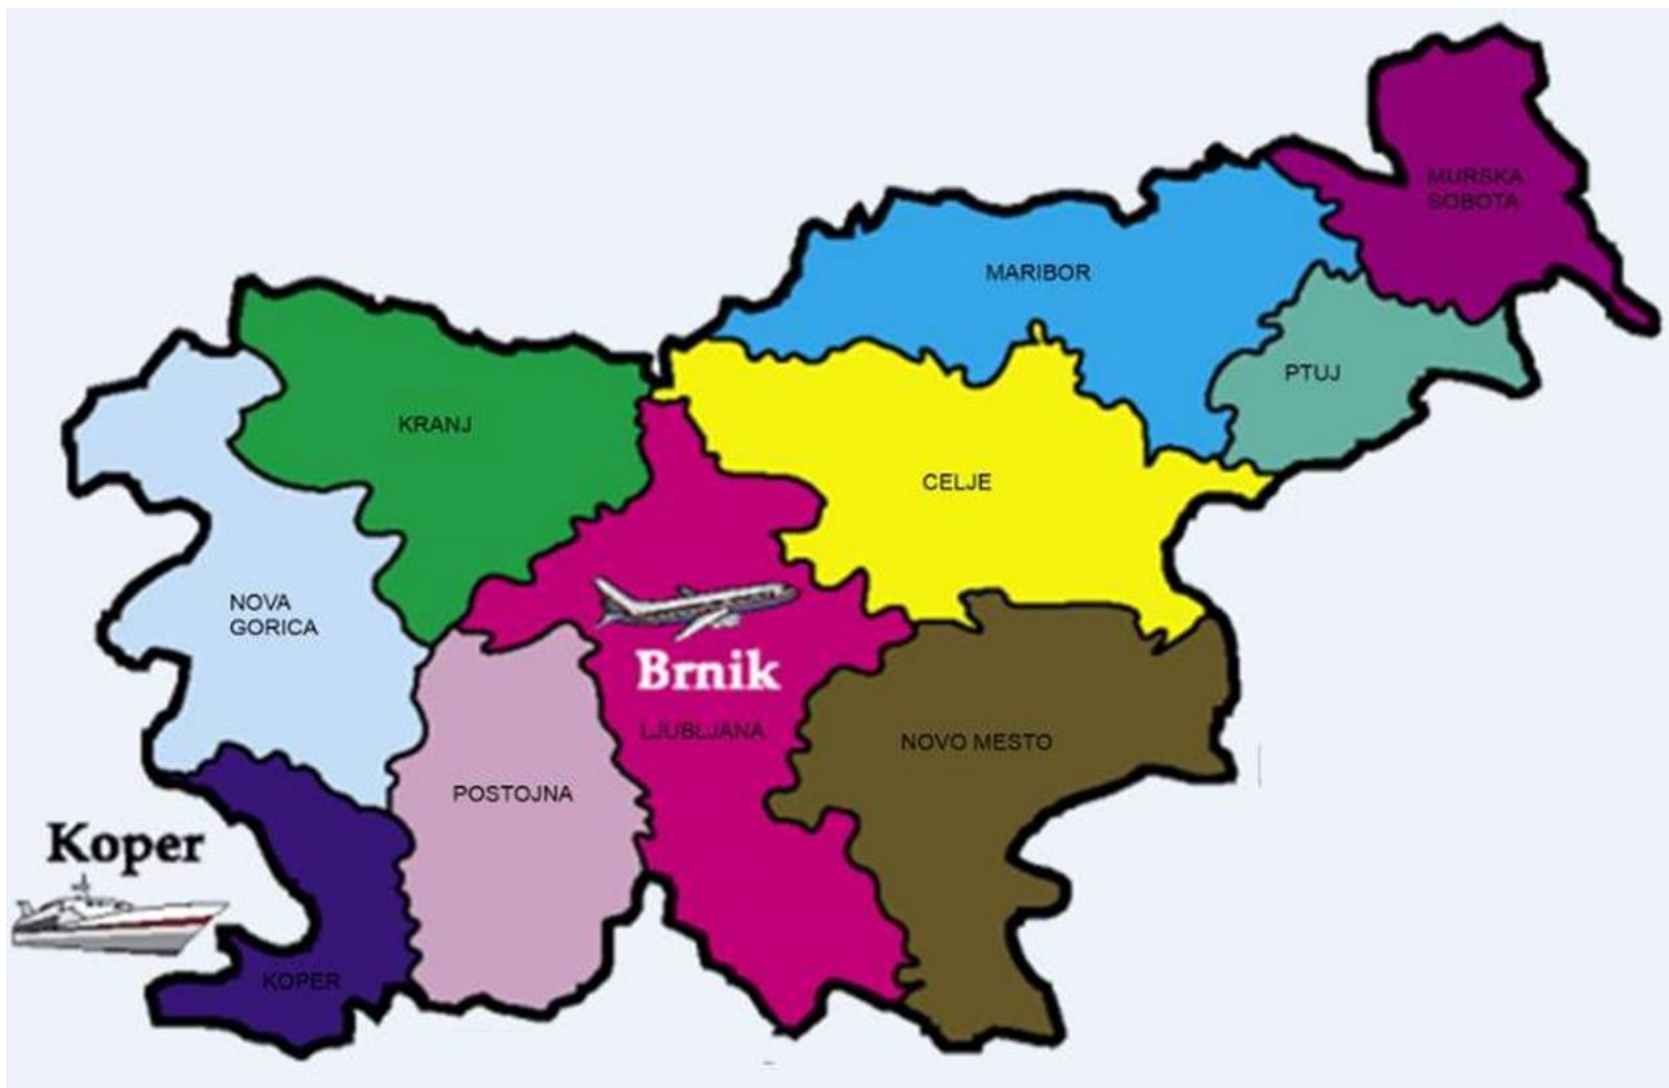 MURSKA
SOBOTA
MARIBOR
PTUJ
KRANJ
CELJE
NOVA
GORICA
Brnik
LJUBLJANA
NOVO MESTO
POSTOJNA
Koper
KOPER